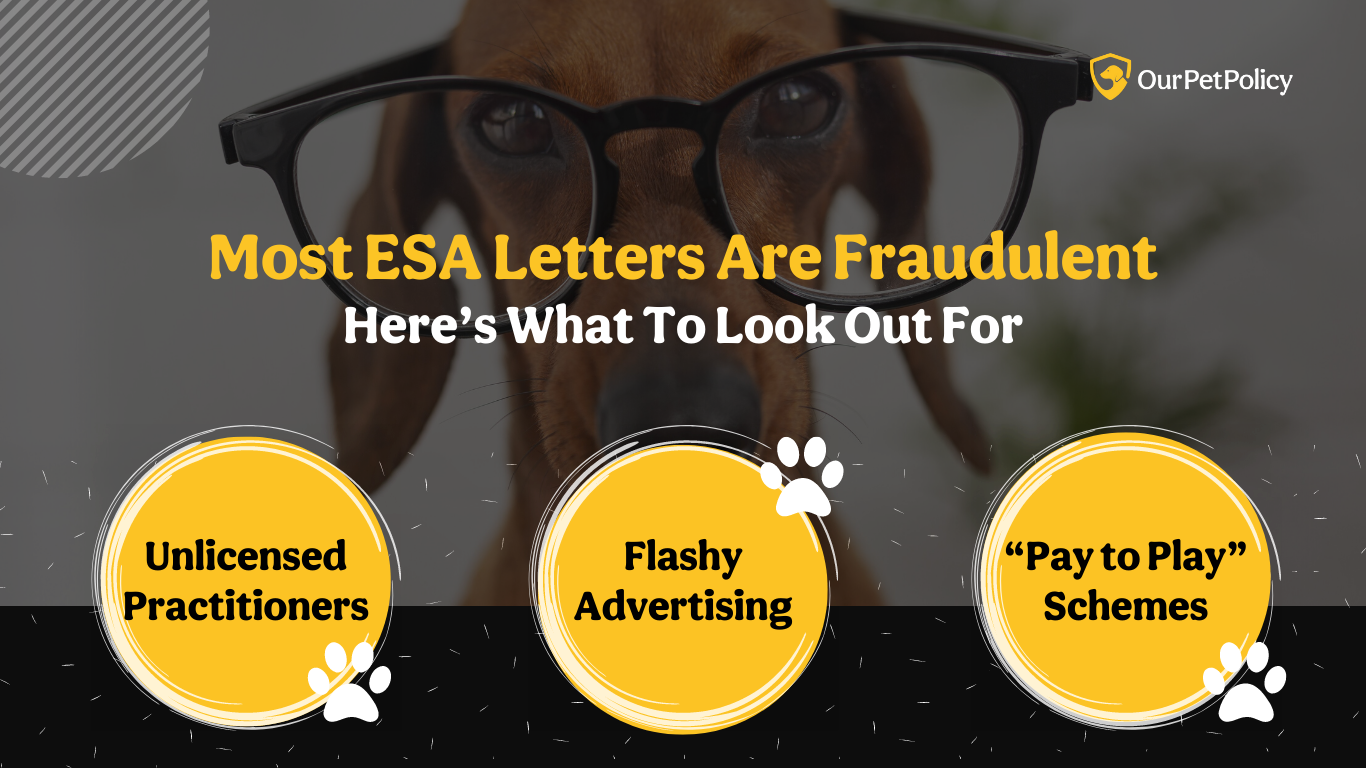 OurPetPolicy
Most ESA Letters Are Fraudulent
Here’s What To Look Out For
Unlicensed
Practitioners
Flashy
Advertising
“Pay to Play”
Schemes